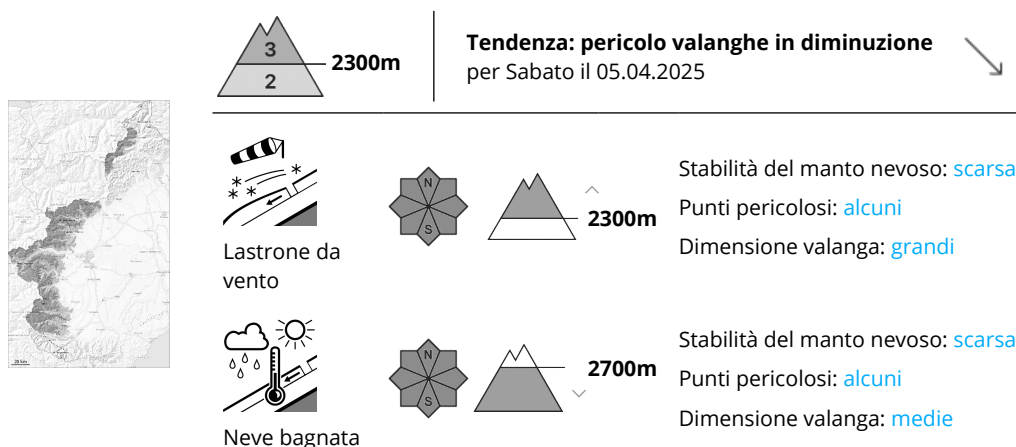 3
2
2300m
Tendenza: pericolo valanghe in diminuzione
per Sabato il 05.04.2025
20 km
N
S
2300m
Lastrone da
vento
Stabilità del manto nevoso: scarsa
Punti pericolosi: alcuni
Dimensione valanga: grandi
N
S
2700m
Neve bagnata
Stabilità del manto nevoso: scarsa
Punti pericolosi: alcuni
Dimensione valanga: medie